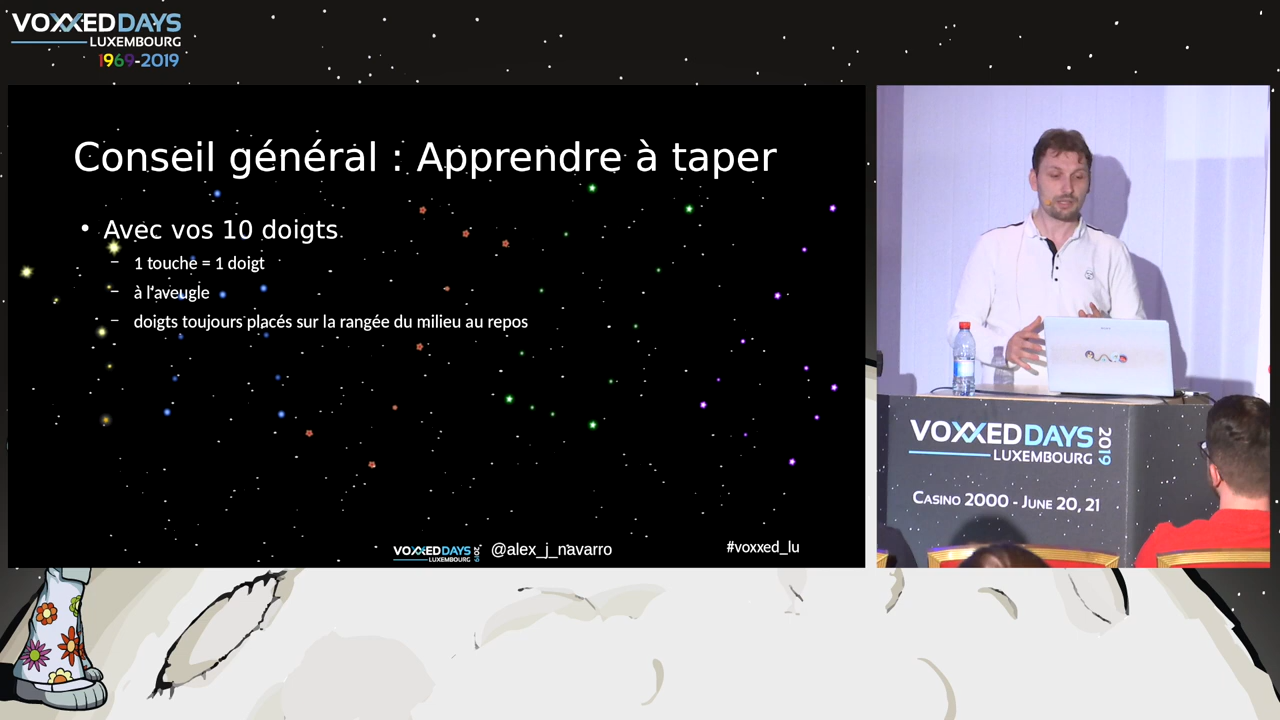 VOXXED DAYS
LUXEMBOURG
1969-2019
Conseil général : Apprendre à taper
• Avec vos 10 doigts
– 1 touche = 1 doigt
– à l'aveugle
– doigts toujours placés sur la rangée du milieu au repos
VOXXED DAYS 2019
LUXEMBOURG
@alex_j_navarro
#voxxed_lu
VOXXED DAYS 2019
LUXEMBOURG
CASINO 2000 - JUNE 20, 21